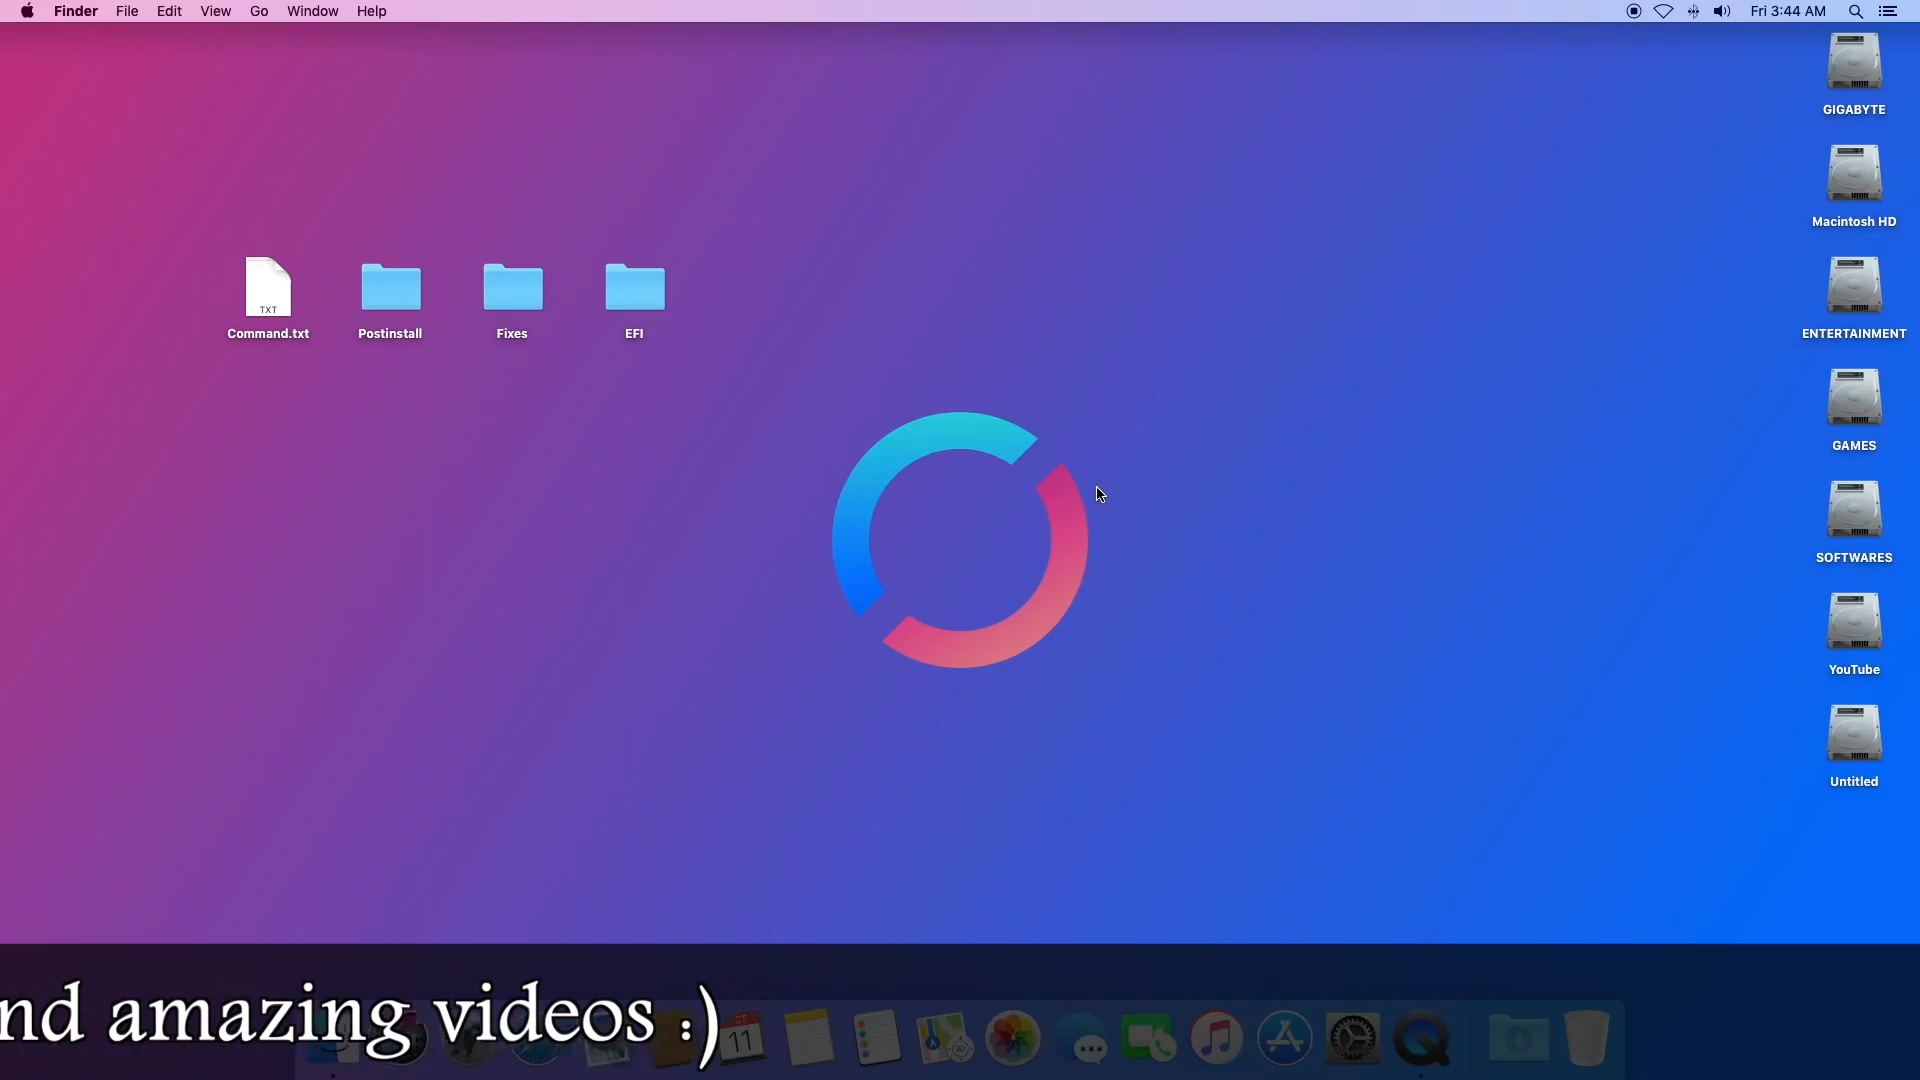 Finder File Edit View Go Window Help Fri 3:44 AM
GIGABYTE
Macintosh HD
TXT
Command.txt Postinstall Fixes EFI ENTERTAINMENT
GAMES
SOFTWARES
YouTube
Untitled
nd amazing videos :)
11